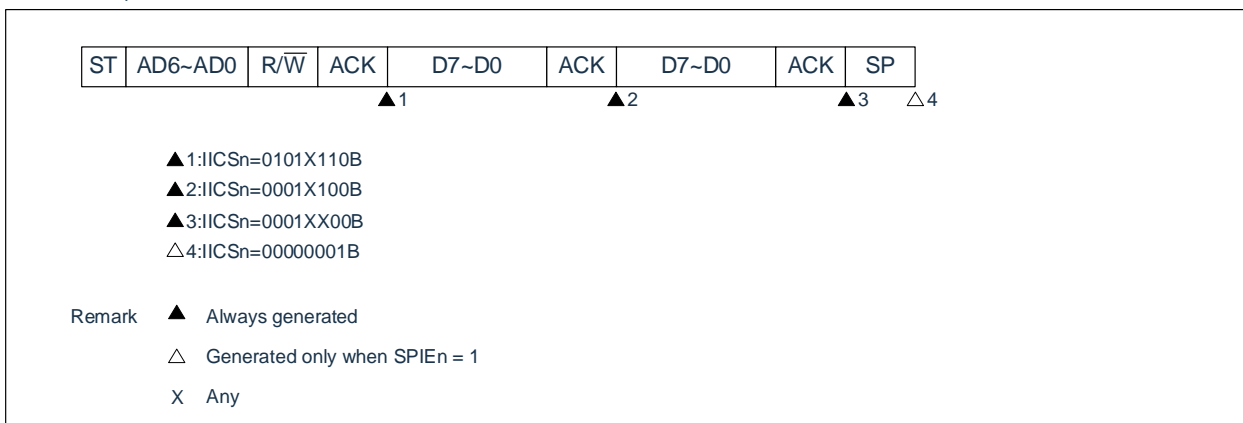 ST AD6~AD0 R/W̅ ACK D7~D0 ACK D7~D0 ACK SP
▲1 ▲2 ▲3 △4
▲1:IICSn=0101X110B
▲2:IICSn=0001X100B
▲3:IICSn=0001XX00B
△4:IICSn=00000001B
Remark ▲ Always generated
△ Generated only when SPIEn = 1
X Any